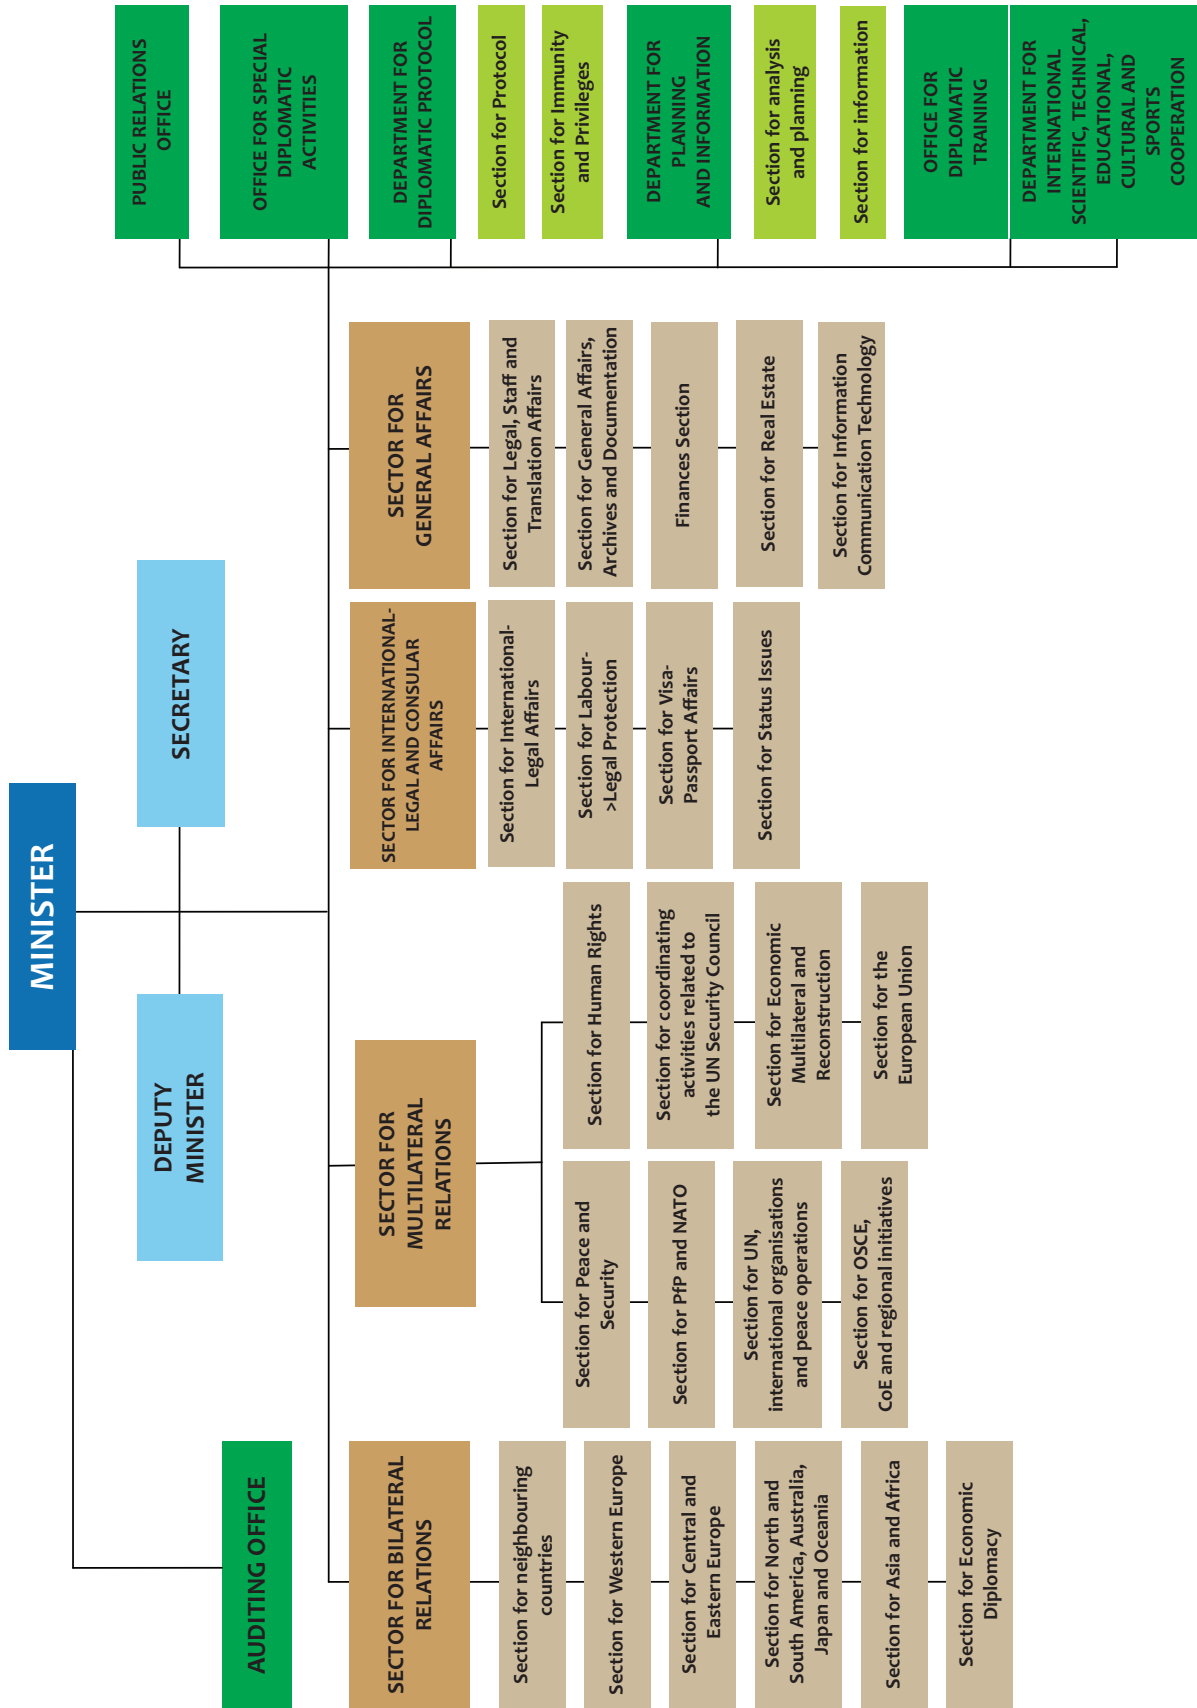 MINISTER
DEPUTY
MINISTER
SECRETARY
AUDITING OFFICE
SECTOR FOR BILATERAL
RELATIONS
Section for neighbouring
countries
Section for Western Europe
Section for Central and
Eastern Europe
Section for North and
South America, Australia,
Japan and Oceania
Section for Asia and Africa
Section for Economic
Diplomacy
SECTOR FOR
MULTILATERAL
RELATIONS
Section for Peace and
Security
Section for PfP and NATO
Section for UN,
international organisations
and peace operations
Section for OSCE,
CoE and regional initiatives
Section for Human Rights
Section for coordinating
activities related to
the UN Security Council
Section for Economic
Multilateral and
Reconstruction
Section for the
European Union
SECTOR FOR INTERNATIONAL-
LEGAL AND CONSULAR
AFFAIRS
Section for International-
Legal Affairs
Section for Labour-
>Legal Protection
Section for Visa-
Passport Affairs
Section for Status Issues
SECTOR FOR
GENERAL AFFAIRS
Section for Legal, Staff and
Translation Affairs
Section for General Affairs,
Archives and Documentation
Finances Section
Section for Real Estate
Section for Information
Communication Technology
PUBLIC RELATIONS
OFFICE
OFFICE FOR SPECIAL
DIPLOMATIC
ACTIVITIES
DEPARTMENT FOR
DIPLOMATIC PROTOCOL
Section for Protocol
Section for Immunity
and Privileges
DEPARTMENT FOR
PLANNING
AND INFORMATION
Section for analysis
and planning
Section for information
OFFICE FOR
DIPLOMATIC
TRAINING
DEPARTMENT FOR
INTERNATIONAL
SCIENTIFIC, TECHNICAL,
EDUCATIONAL,
CULTURAL AND
SPORTS
COOPERATION